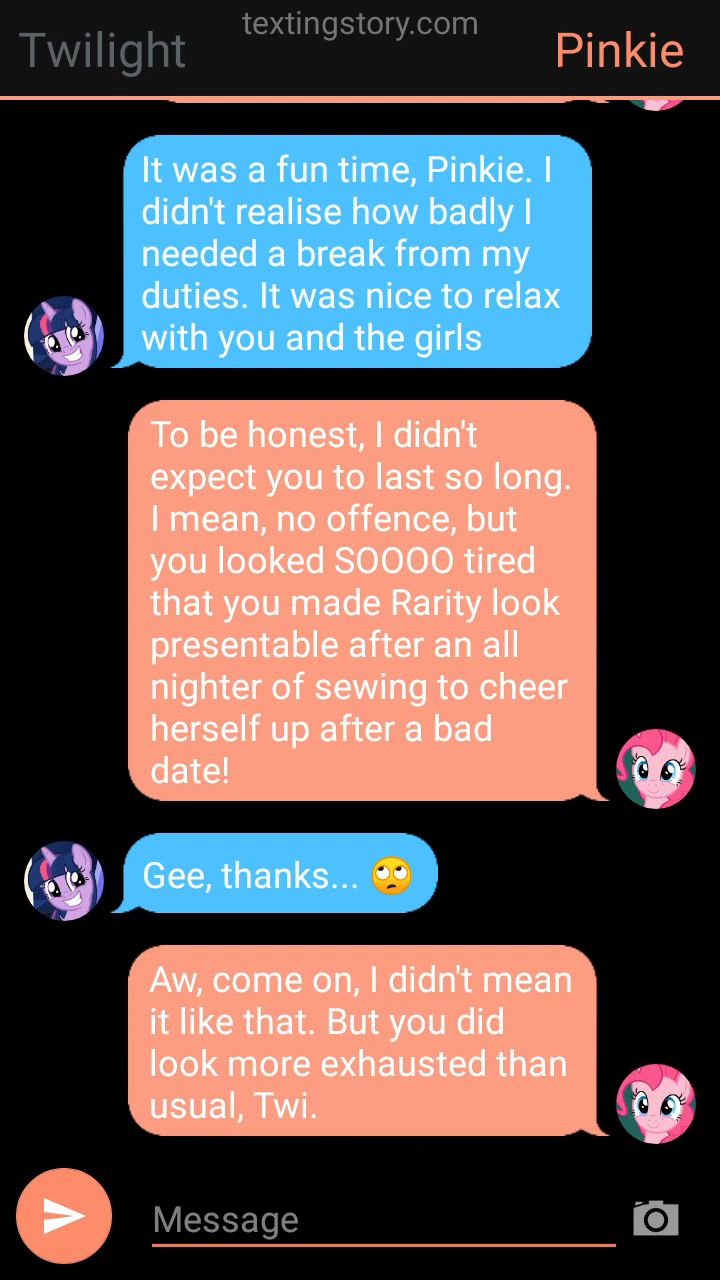 textingstory.com
Twilight
Pinkie
It was a fun time, Pinkie. I
didn't realise how badly I
needed a break from my
duties. It was nice to relax
with you and the girls
To be honest, I didn't
expect you to last so long.
I mean, no offence, but
you looked SOOOO tired
that you made Rarity look
presentable after an all
nighter of sewing to cheer
herself up after a bad
date!
Gee, thanks... 🙄
Aw, come on, I didn't mean
it like that. But you did
look more exhausted than
usual, Twi.
Message